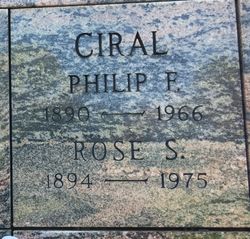 CIRAL
PHILIP F.
1890 — 1966
ROSE S.
1894 — 1975